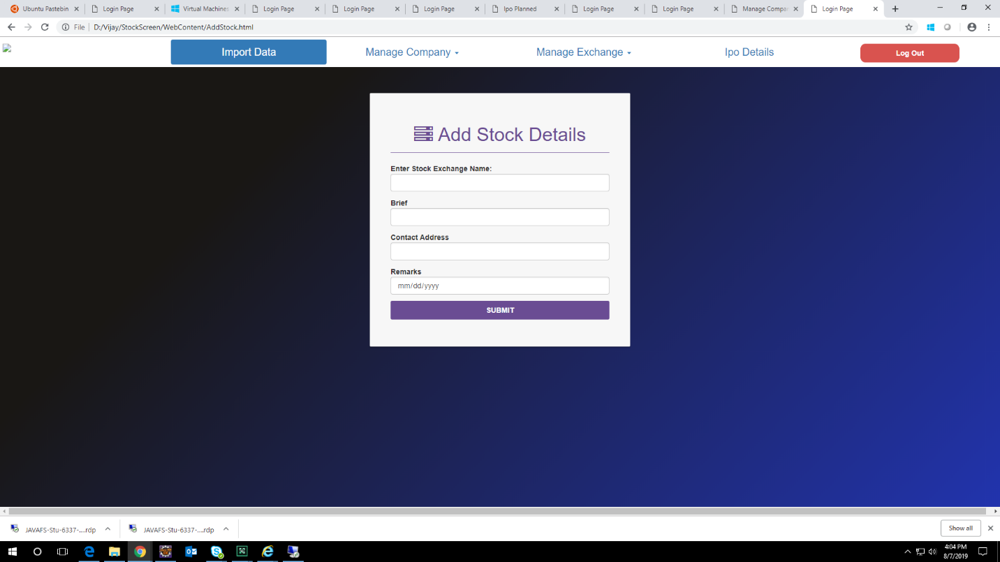 Ubuntu Pastebin
Login Page
Virtual Machines
Login Page
Login Page
Login Page
Ipo Planned
Login Page
Login Page
Manage Compan
Login Page
File
D:/Vijay/StockScreen/WebContent/AddStock.html
Import Data
Manage Company
Manage Exchange
Ipo Details
Log Out
Add Stock Details
Enter Stock Exchange Name:
Brief
Contact Address
Remarks
mm/dd/yyyy
SUBMIT
JAVAFS-Stu-6337-....rdp
JAVAFS-Stu-6337-....rdp
Show all
4:04 PM
8/7/2019